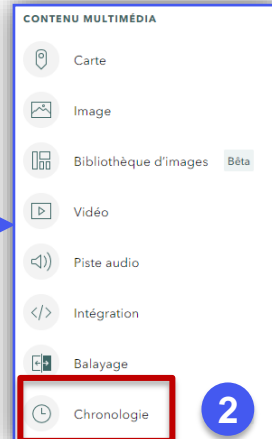 CONTENU MULTIMÉDIA
Carte
Image
Bibliothèque d'images Bêta
Vidéo
Piste audio
Intégration
Balayage
Chronologie
2